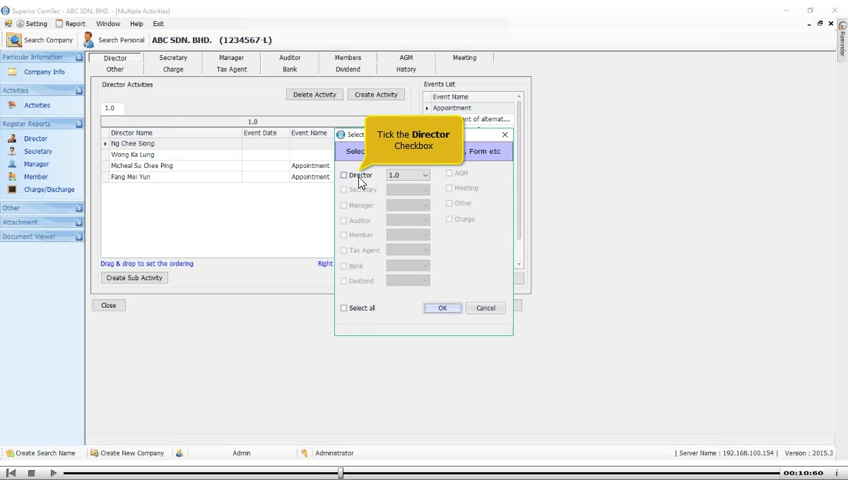 Superior ComSec - [Multiple Activities]
Setting Report Window Help Exit
Search Company Search Personal ABC SDN. BHD. (1234567-L)
Reminder
Particular Information
Company Info
Activities
Activities
Register Reports
Director
Secretary
Manager
Member
Charge/Discharge
Other
Attachment
Document Viewer
Director Secretary Manager Auditor Members AGM Meeting
Other Charge Tax Agent Bank Dividend History
Director Activities
Delete Activity Create Activity
1.0
1.0
Director Name Event Date Event Name
Ng Chee Song
Wong Ka Lung
Micheal Su Chee Ping Appointment
Fang Mei Yun Appointment
Drag & drop to set the ordering Right
Create Sub Activity
Close
Events List
Event Name
Appointment
ment of alternat...
Selec
Tick the Director
Checkbox
Selec , Form etc
Director 1.0 AGM
Secretary Meeting
Manager Other
Auditor Charge
Member
Tax Agent
Bank
Dividend
Select all OK Cancel
Create Search Name Create New Company Admin Administrator | Server Name : 192.168.100.154 | Version : 2015.3
00:10:60